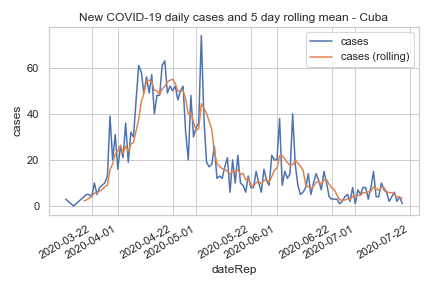 New COVID-19 daily cases and 5 day rolling mean - Cuba
cases
cases (rolling)
60
40
20
0
cases
2020-03-22
2020-04-01
2020-04-22
2020-05-01
2020-05-22
2020-06-01
2020-06-22
2020-07-01
2020-07-22
dateRep